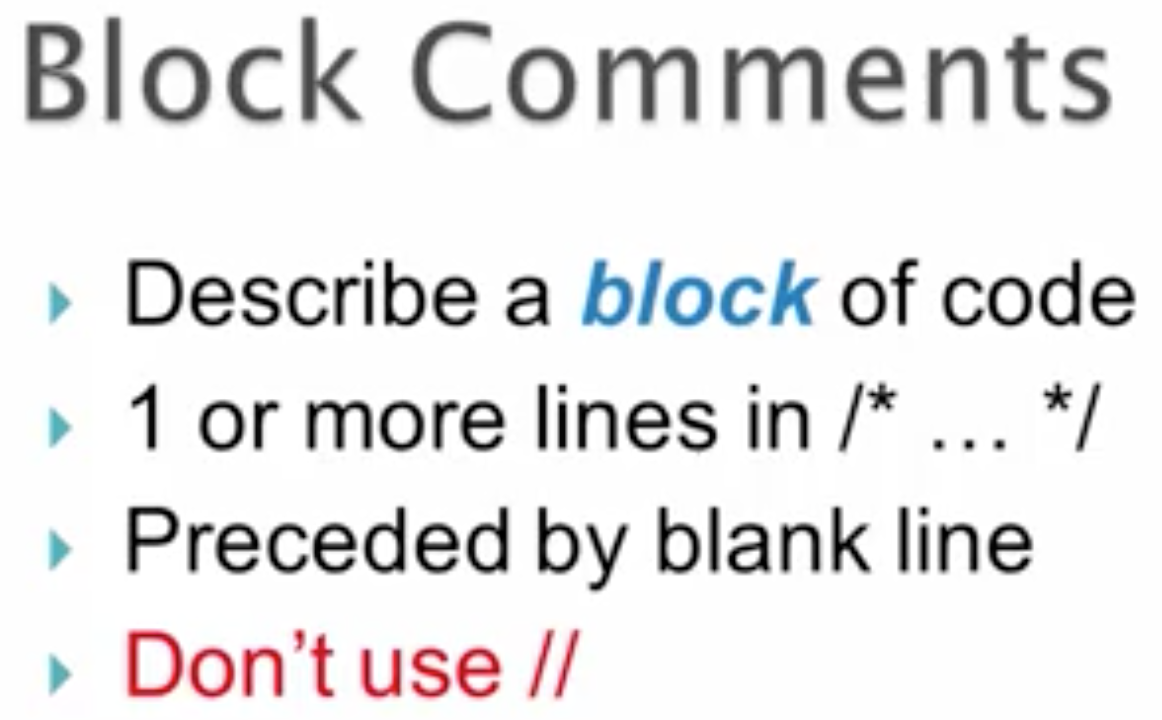 Block Comments
Describe a block of code
1 or more lines in /* … */
Preceded by blank line
Don’t use //